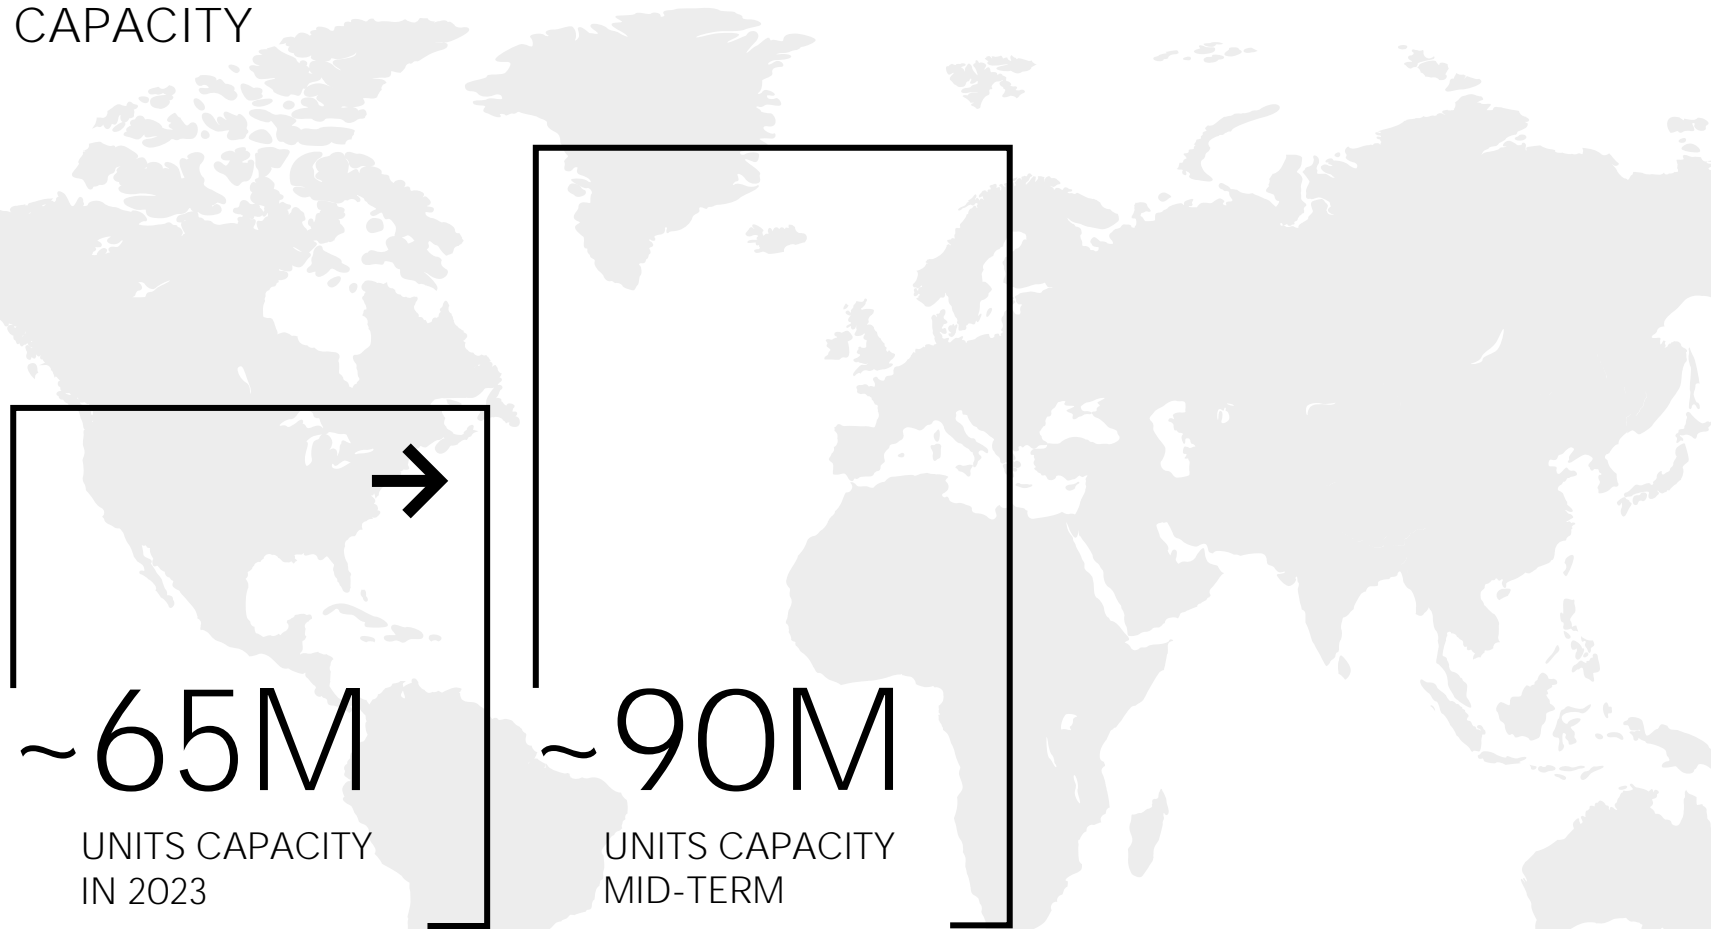 CAPACITY
~65M
UNITS CAPACITY
IN 2023
~90M
UNITS CAPACITY
MID-TERM